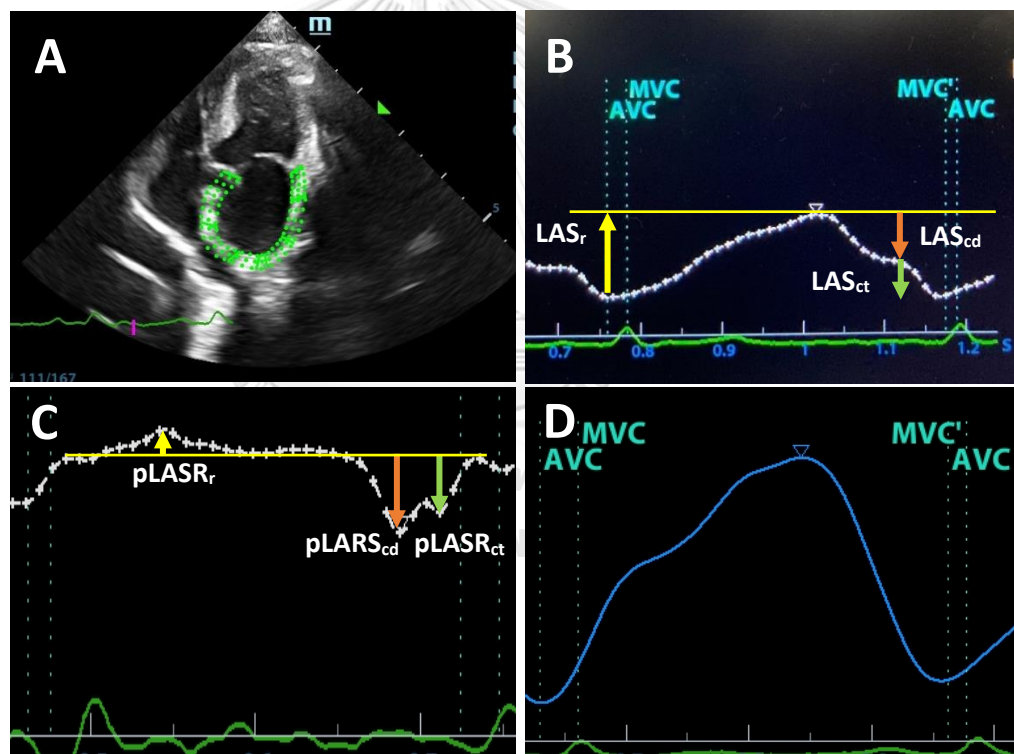 A
m
5
111/167
B
MVC
AVC
MVC'
AVC
LASr
LAScd
LASct
0.7 0.8 0.9 1 1.1 1.2 S
C
pLASRr
pLARScd pLASRct
D
MVC
AVC
MVC'
AVC